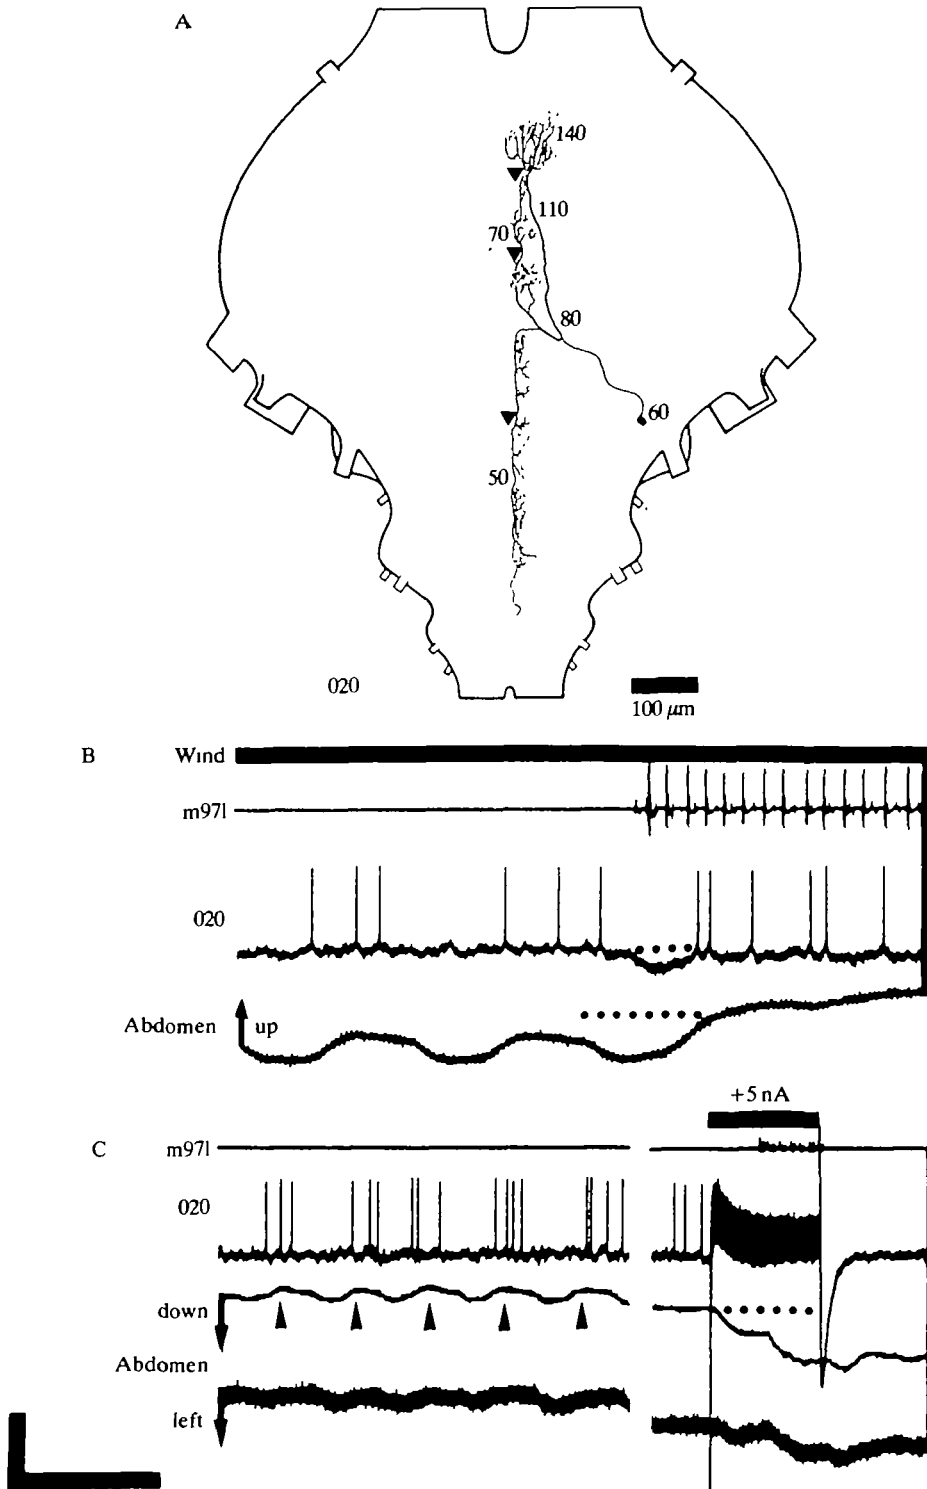 A
140
110
70
80
60
50
020
100 μm
B
Wind
m97l
020
Abdomen
up
+5 nA
C
m97l
020
down
Abdomen
left